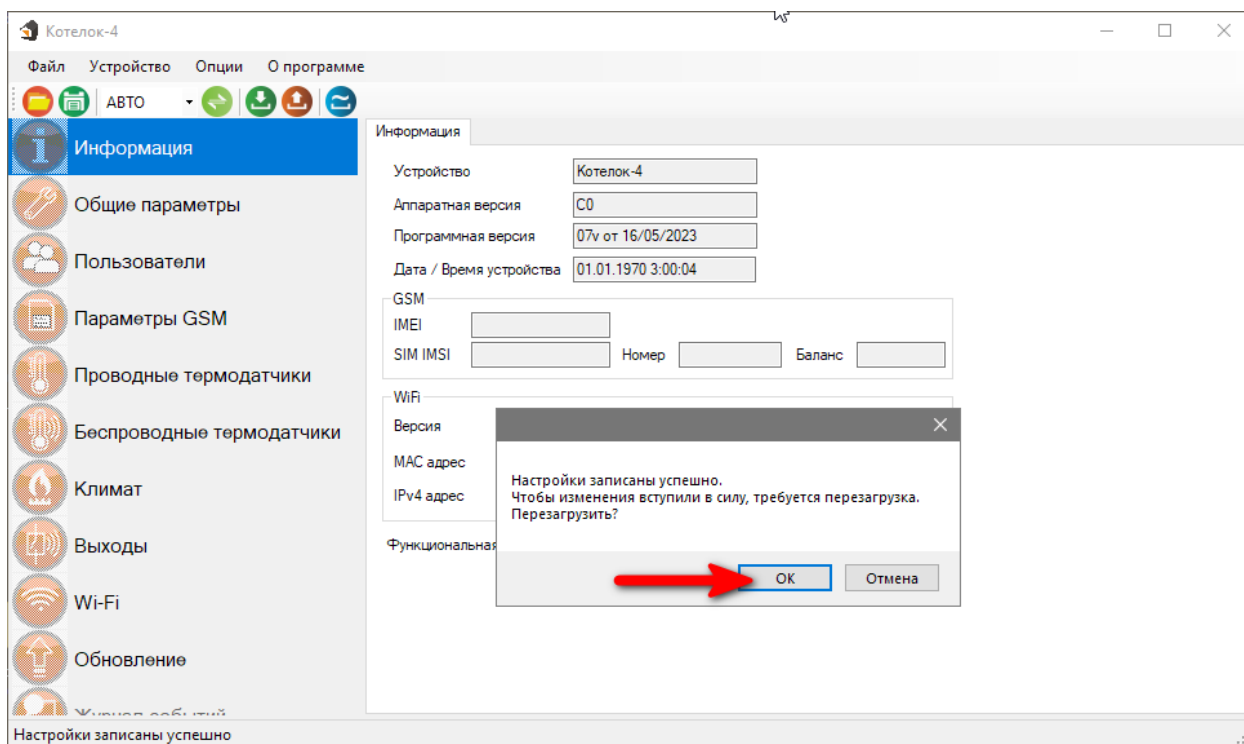 Котелок-4
Файл Устройство Опции О программе
АВТО
Информация
Общие параметры
Пользователи
Параметры GSM
Проводные термодатчики
Беспроводные термодатчики
Климат
Выходы
Wi-Fi
Обновление
Журнал событий
Информация
Устройство Котелок-4
Аппаратная версия C0
Программная версия 07v от 16/05/2023
Дата / Время устройства 01.01.1970 3:00:04
GSM
IMEI
SIM IMSI Номер Баланс
WiFi
Версия
MAC адрес
IPv4 адрес
Функциональная
Настройки записаны успешно.
Чтобы изменения вступили в силу, требуется перезагрузка.
Перезагрузить?
ОК Отмена
Настройки записаны успешно